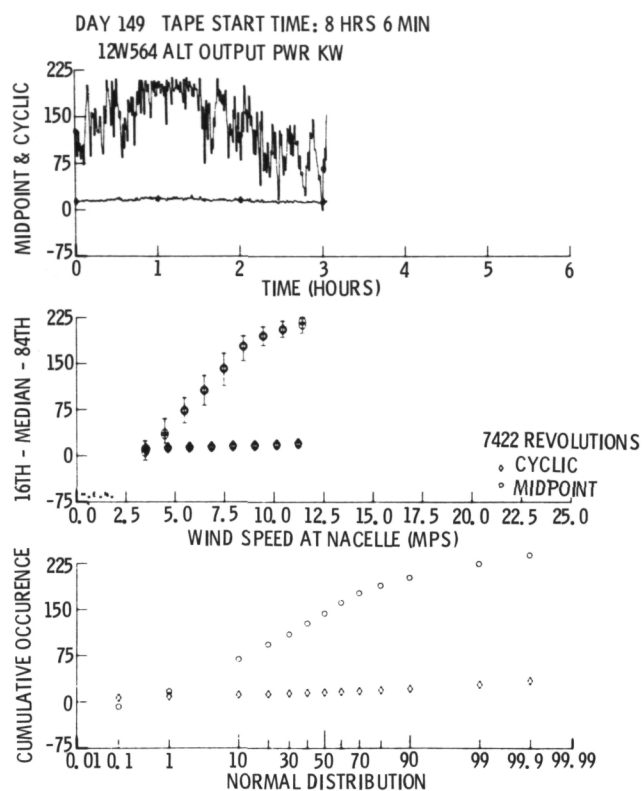 DAY 149 TAPE START TIME: 8 HRS 6 MIN
12W564 ALT OUTPUT PWR KW
MIDPOINT & CYCLIC
225
150
75
0
-75
0 1 2 3 4 5 6
TIME (HOURS)
16TH - MEDIAN - 84TH
225
150
75
0
-75
7422 REVOLUTIONS
CYCLIC
MIDPOINT
0.0 2.5 5.0 7.5 10.0 12.5 15.0 17.5 20.0 22.5 25.0
WIND SPEED AT NACELLE (MPS)
CUMULATIVE OCCURENCE
225
150
75
0
-75
0.01 0.1 1 10 30 50 70 90 99 99.9 99.99
NORMAL DISTRIBUTION